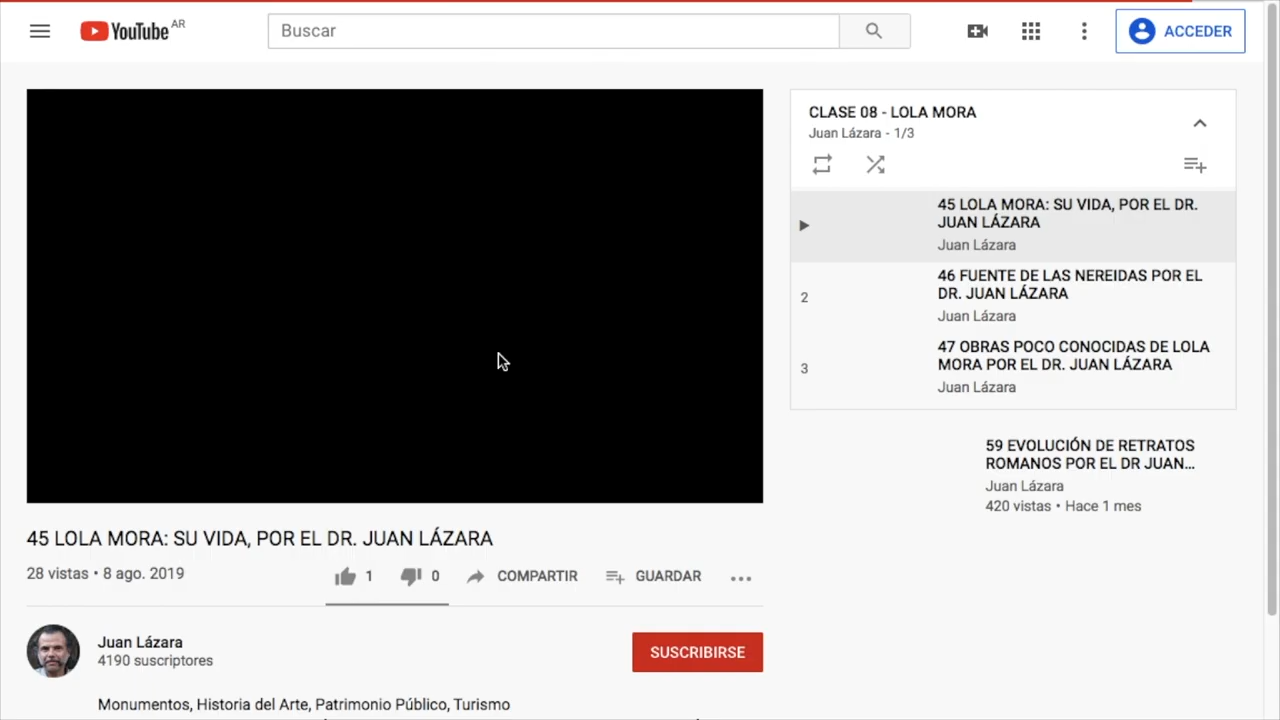 YouTube AR
Buscar
ACCEDER
CLASE 08 - LOLA MORA
Juan Lázara - 1/3
45 LOLA MORA: SU VIDA, POR EL DR.
JUAN LÁZARA
Juan Lázara
2
46 FUENTE DE LAS NEREIDAS POR EL
DR. JUAN LÁZARA
Juan Lázara
3
47 OBRAS POCO CONOCIDAS DE LOLA
MORA POR EL DR. JUAN LÁZARA
Juan Lázara
59 EVOLUCIÓN DE RETRATOS
ROMANOS POR EL DR JUAN...
Juan Lázara
420 vistas • Hace 1 mes
45 LOLA MORA: SU VIDA, POR EL DR. JUAN LÁZARA
28 vistas • 8 ago. 2019
1
0
COMPARTIR
GUARDAR
Juan Lázara
4190 suscriptores
SUSCRIBIRSE
Monumentos, Historia del Arte, Patrimonio Público, Turismo